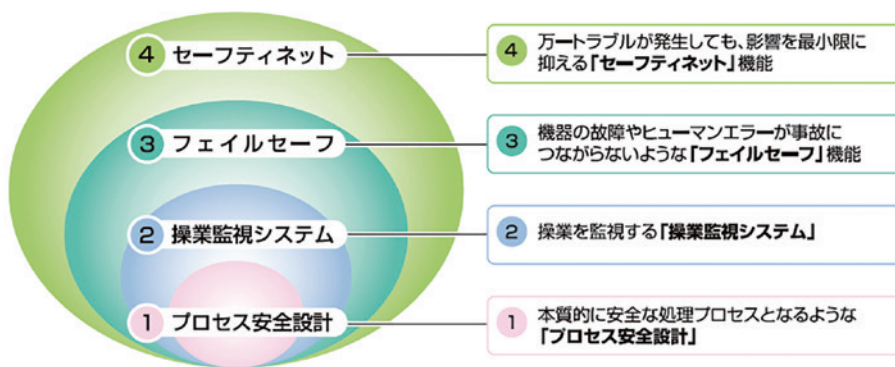 4 セーフティネット
4 万一トラブルが発生しても、影響を最小限に
抑える「セーフティネット」機能
3 フェイルセーフ
3 機器の故障やヒューマンエラーが事故に
つながらないような「フェイルセーフ」機能
2 操業監視システム
2 操業を監視する「操業監視システム」
1 プロセス安全設計
1 本質的に安全な処理プロセスとなるような
「プロセス安全設計」